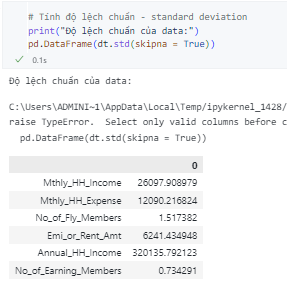 # Tính độ lệch chuẩn - standard deviation
print("Độ lệch chuẩn của data:")
pd.DataFrame(dt.std(skipna = True))
0.1s
Độ lệch chuẩn của data:
C:\Users\ADMINI~1\AppData\Local\Temp/ipykernel_1428/
raise TypeError. Select only valid columns before c
pd.DataFrame(dt.std(skipna = True))
0
Mthly_HH_Income 26097.908979
Mthly_HH_Expense 12090.216824
No_of_Fly_Members 1.517382
Emi_or_Rent_Amt 6241.434948
Annual_HH_Income 320135.792123
No_of_Earning_Members 0.734291